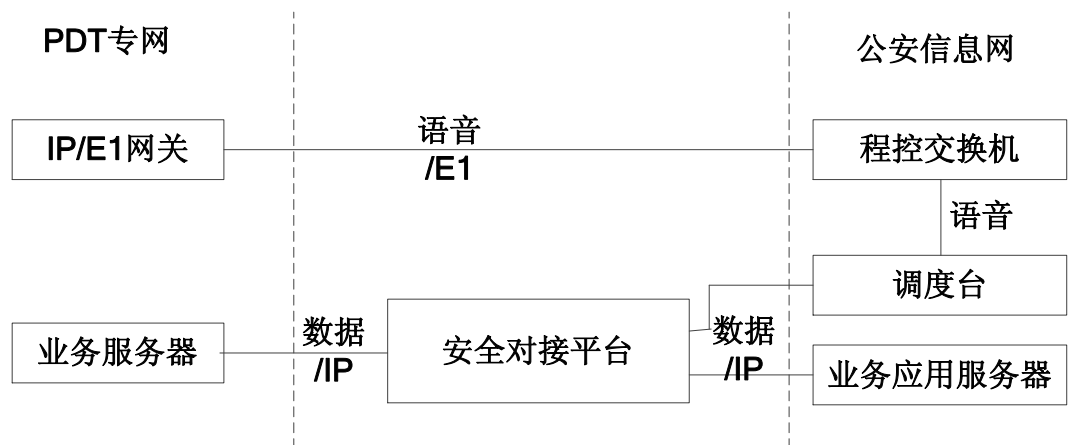 PDT专网
公安信息网
IP/E1网关
语音
/E1
程控交换机
语音
调度台
业务服务器
数据
/IP
安全对接平台
数据
/IP
业务应用服务器